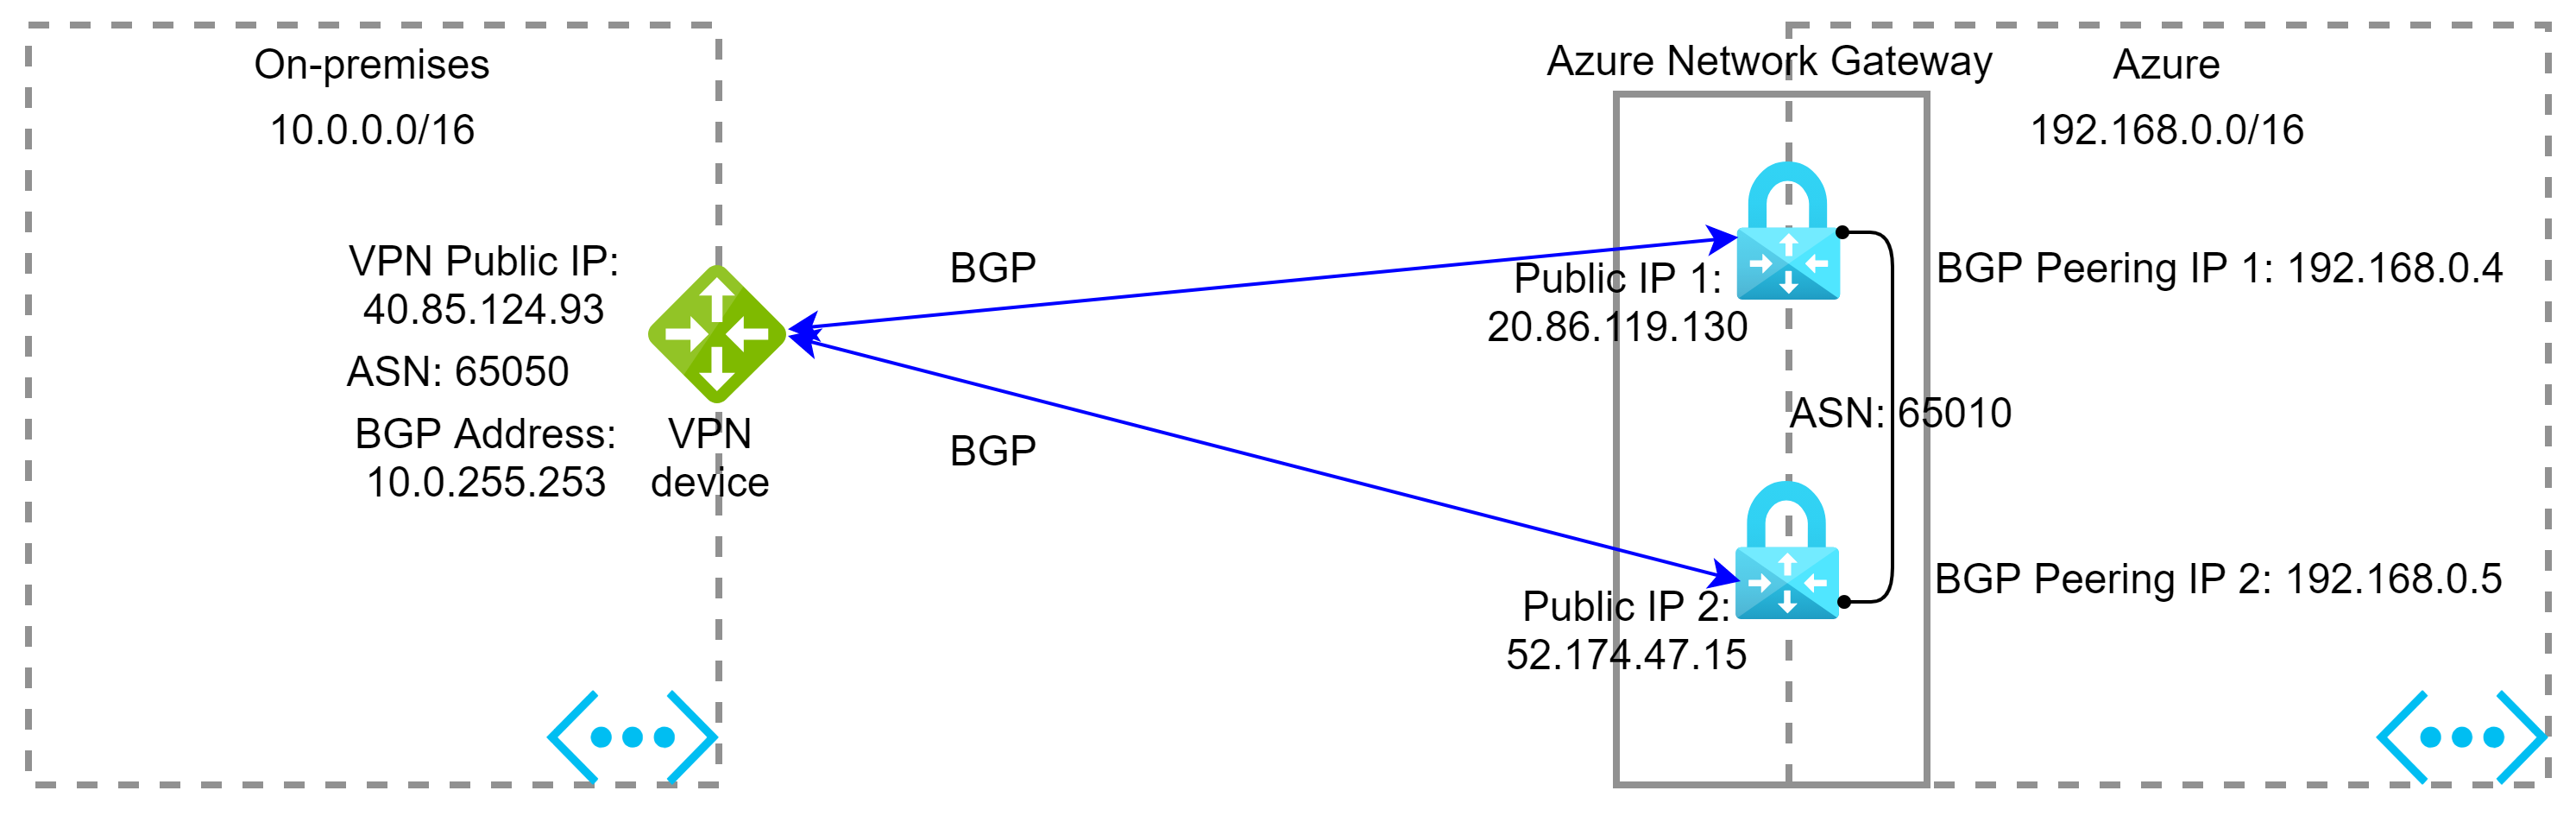 On-premises
10.0.0.0/16
VPN Public IP:
40.85.124.93
ASN: 65050
BGP Address:
10.0.255.253
VPN
device
BGP
BGP
Azure Network Gateway
Public IP 1:
20.86.119.130
ASN: 65010
Public IP 2:
52.174.47.15
Azure
192.168.0.0/16
BGP Peering IP 1: 192.168.0.4
BGP Peering IP 2: 192.168.0.5